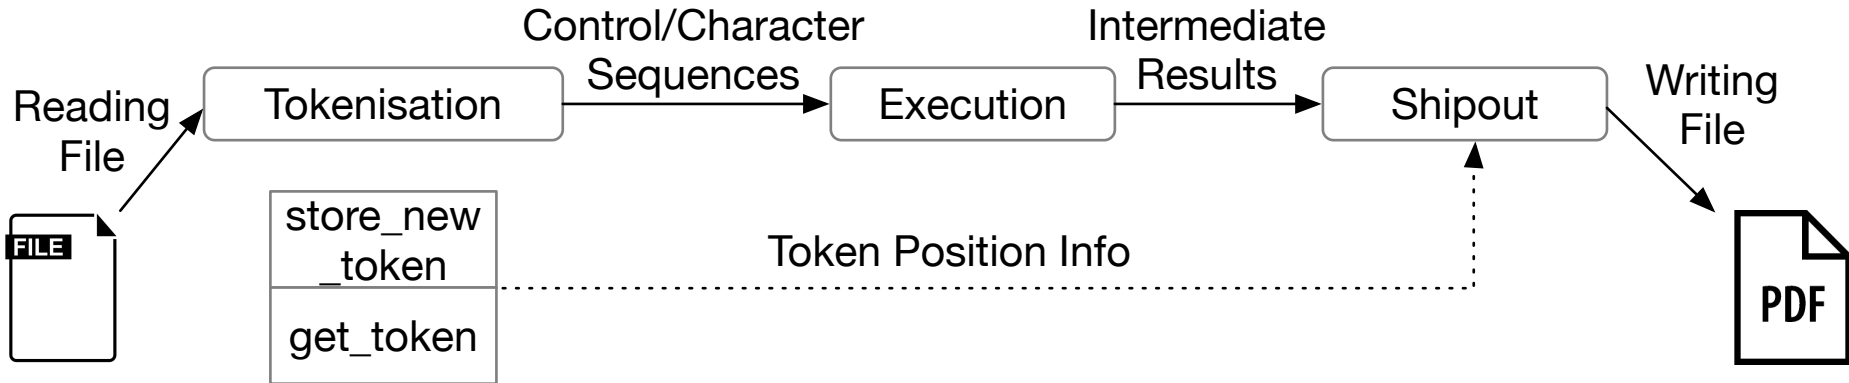 Control/Character
Sequences
Intermediate
Results
Reading
File
Tokenisation
Execution
Shipout
Writing
File
FILE
store_new
_token
get_token
Token Position Info
PDF